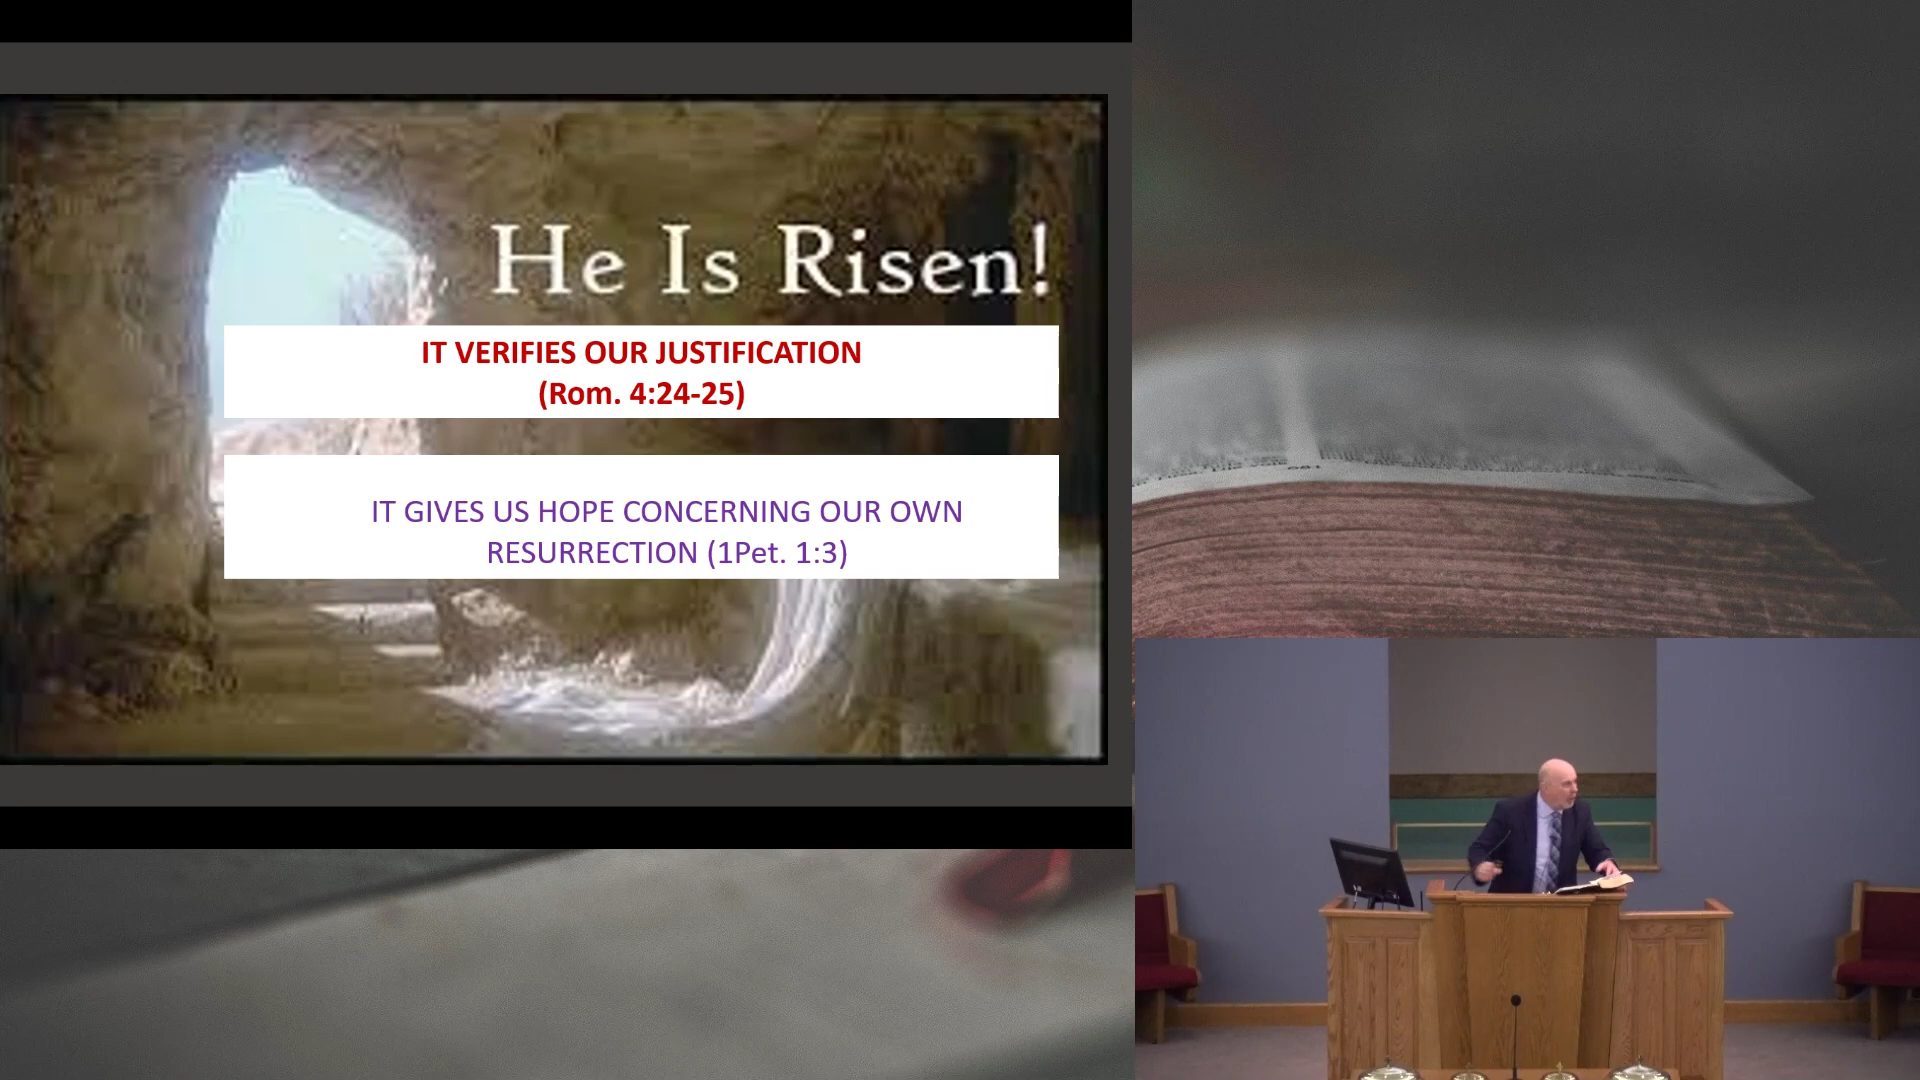 He Is Risen!
IT VERIFIES OUR JUSTIFICATION
(Rom. 4:24-25)
IT GIVES US HOPE CONCERNING OUR OWN
RESURRECTION (1Pet. 1:3)